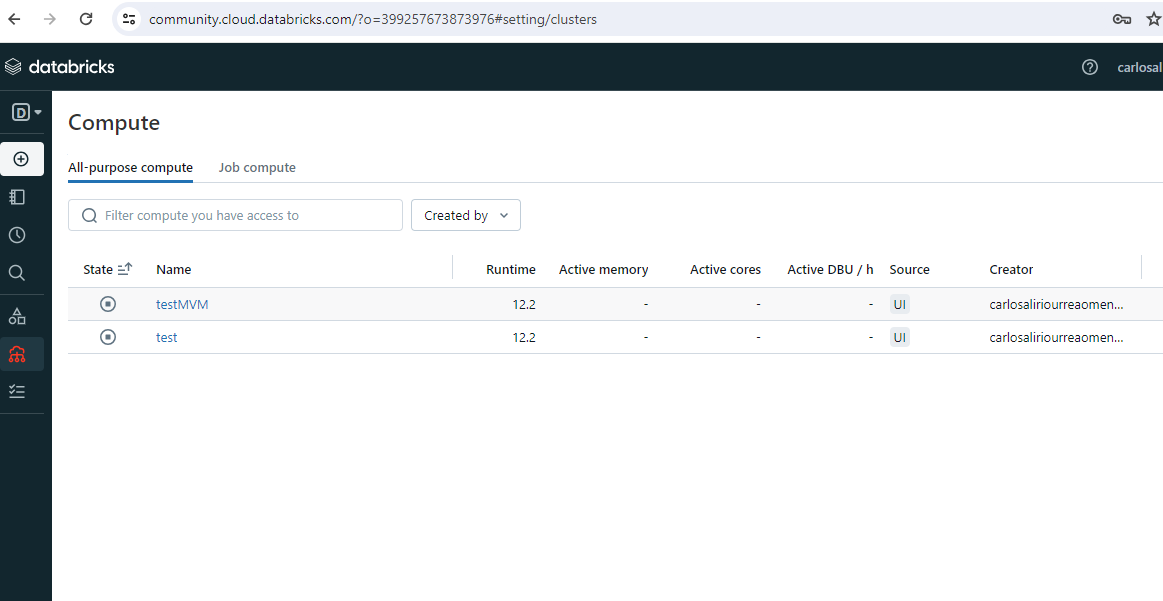 community.cloud.databricks.com/?o=399257673873976#setting/clusters
databricks
carlosal
D
Compute
All-purpose compute Job compute
Filter compute you have access to Created by
State Name Runtime Active memory Active cores Active DBU / h Source Creator
testMVM 12.2 - - - UI carlosaliriourreaomen...
test 12.2 - - - UI carlosaliriourreaomen...